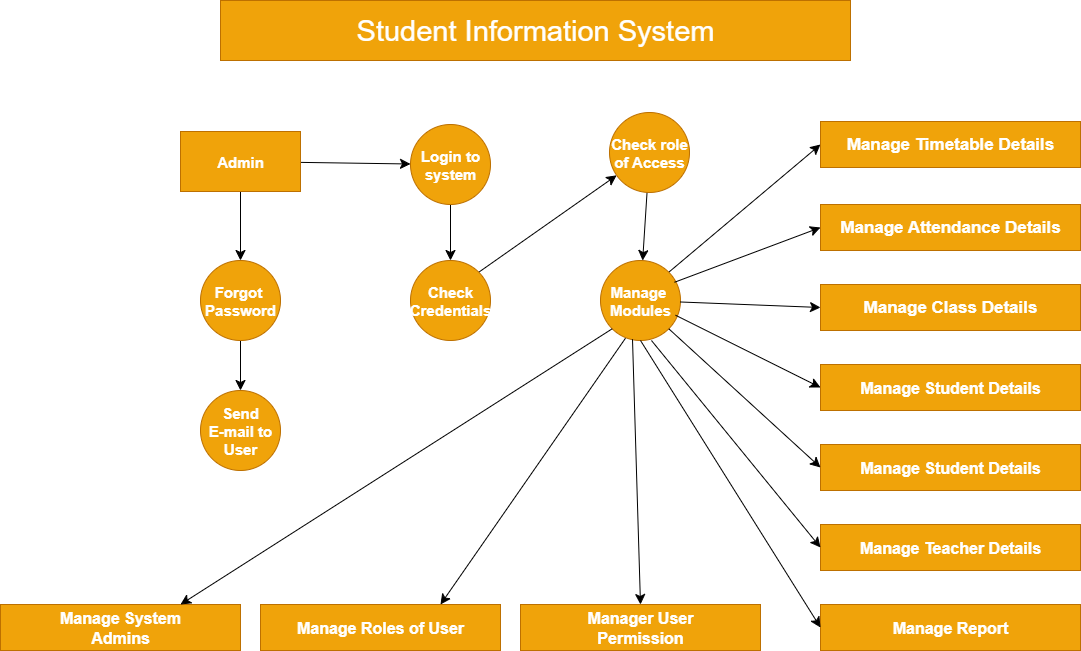 Student Information System
Admin
Login to
system
Check role
of Access
Manage Timetable Details
Manage Attendance Details
Forgot
Password
Check
Credentials
Manage
Modules
Manage Class Details
Manage Student Details
Send
E-mail to
User
Manage Student Details
Manage Teacher Details
Manage System
Admins
Manage Roles of User
Manager User
Permission
Manage Report